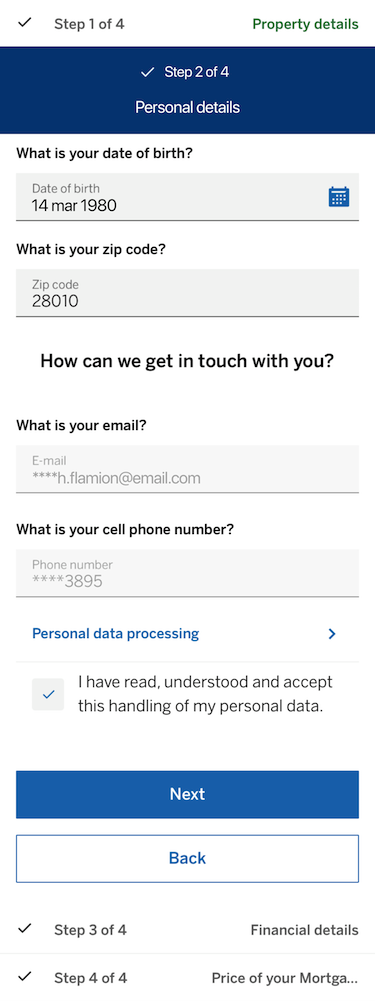 Step 1 of 4 Property details
Step 2 of 4
Personal details
What is your date of birth?
Date of birth
14 mar 1980
What is your zip code?
Zip code
28010
How can we get in touch with you?
What is your email?
E-mail
****h.flamion@email.com
What is your cell phone number?
Phone number
****3895
Personal data processing
I have read, understood and accept
this handling of my personal data.
Next
Back
Step 3 of 4 Financial details
Step 4 of 4 Price of your Mortga...